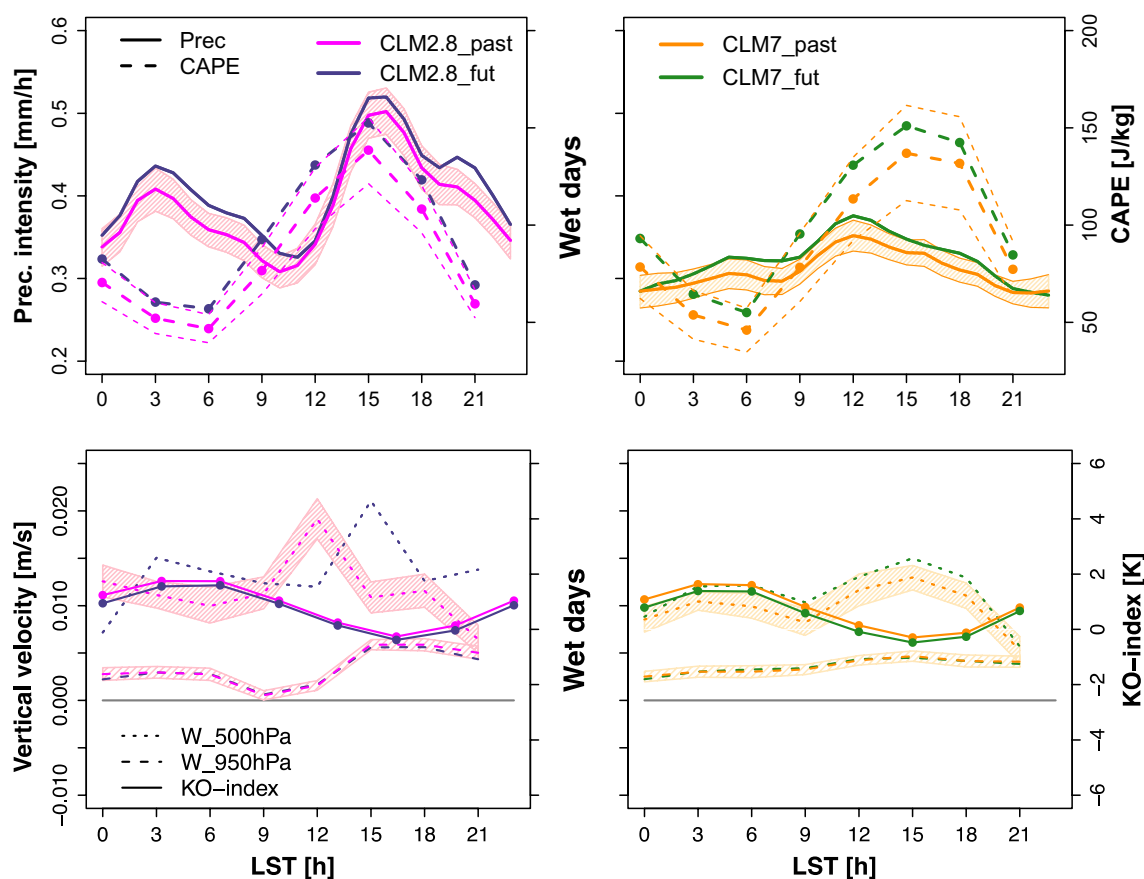 Prec
CAPE
CLM2.8_past
CLM2.8_fut
Prec. intensity [mm/h]
0.6
0.5
0.4
0.3
0.2
0 3 6 9 12 15 18 21
Wet days
CLM7_past
CLM7_fut
200
150
100
50
CAPE [J/kg]
0 3 6 9 12 15 18 21
Vertical velocity [m/s]
0.020
0.010
0.000
−0.010
W_500hPa
W_950hPa
KO−index
0 3 6 9 12 15 18 21
LST [h]
Wet days
6
4
2
0
−2
−4
−6
KO−index [K]
0 3 6 9 12 15 18 21
LST [h]